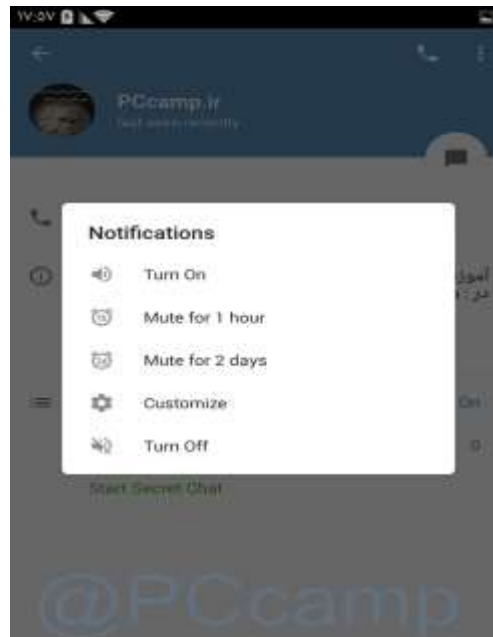 ۱۷:۵۷
PCcamp.ir
last seen recently
Notifications
Turn On
Mute for 1 hour
Mute for 2 days
Customize
On
Turn Off
0
Start Secret Chat
@PCcamp